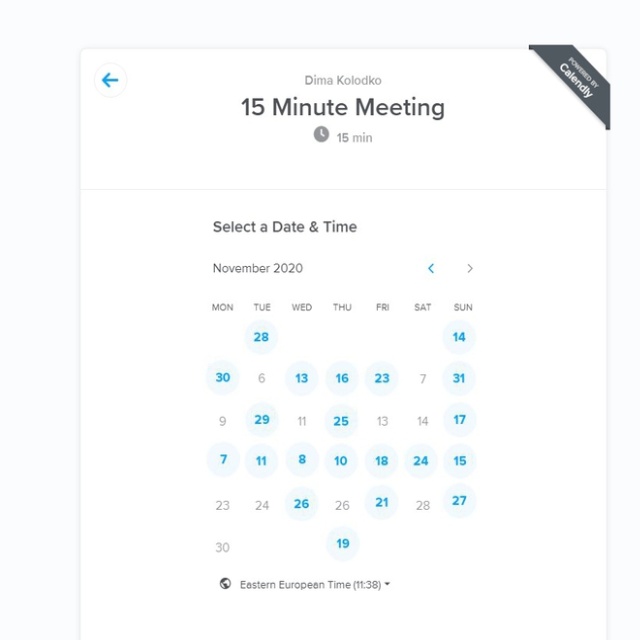 POWERED BY
Calendly
Dima Kolodko
15 Minute Meeting
15 min
Select a Date & Time
November 2020
MON TUE WED THU FRI SAT SUN
28 14
30 6 13 16 23 7 31
9 29 11 25 13 14 17
7 11 8 10 18 24 15
23 24 26 26 21 28 27
30 19
Eastern European Time (11:38)